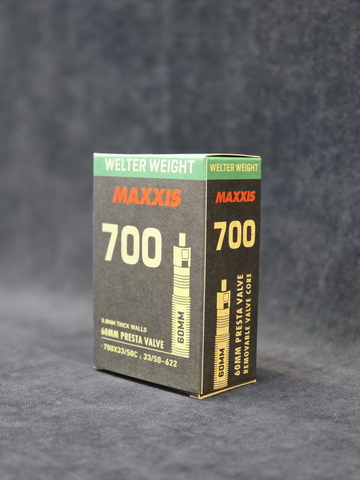 WELTER WEIGHT
MAXXIS
700
60MM
0.8MM THICK WALLS
60MM PRESTA VALVE
·700X33/50C ; 33/50-622
WELTER WEIGHT
MAXXIS
700
60MM
60MM PRESTA VALVE
REMOVABLE VALVE CORE